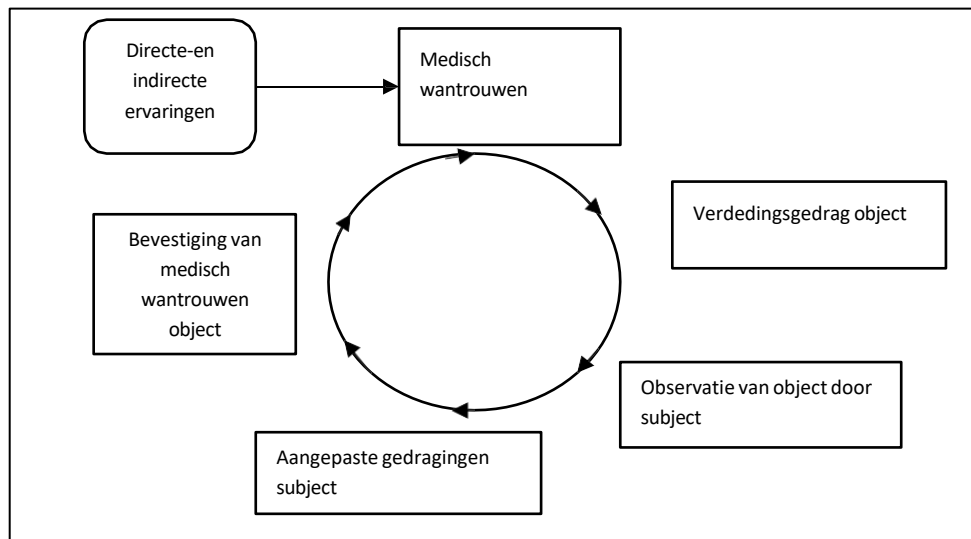 Directe-en
indirecte
ervaringen
Medisch
wantrouwen
Verdedingsgedrag object
Observatie van object door
subject
Aangepaste gedragingen
subject
Bevestiging van
medisch
wantrouwen
object